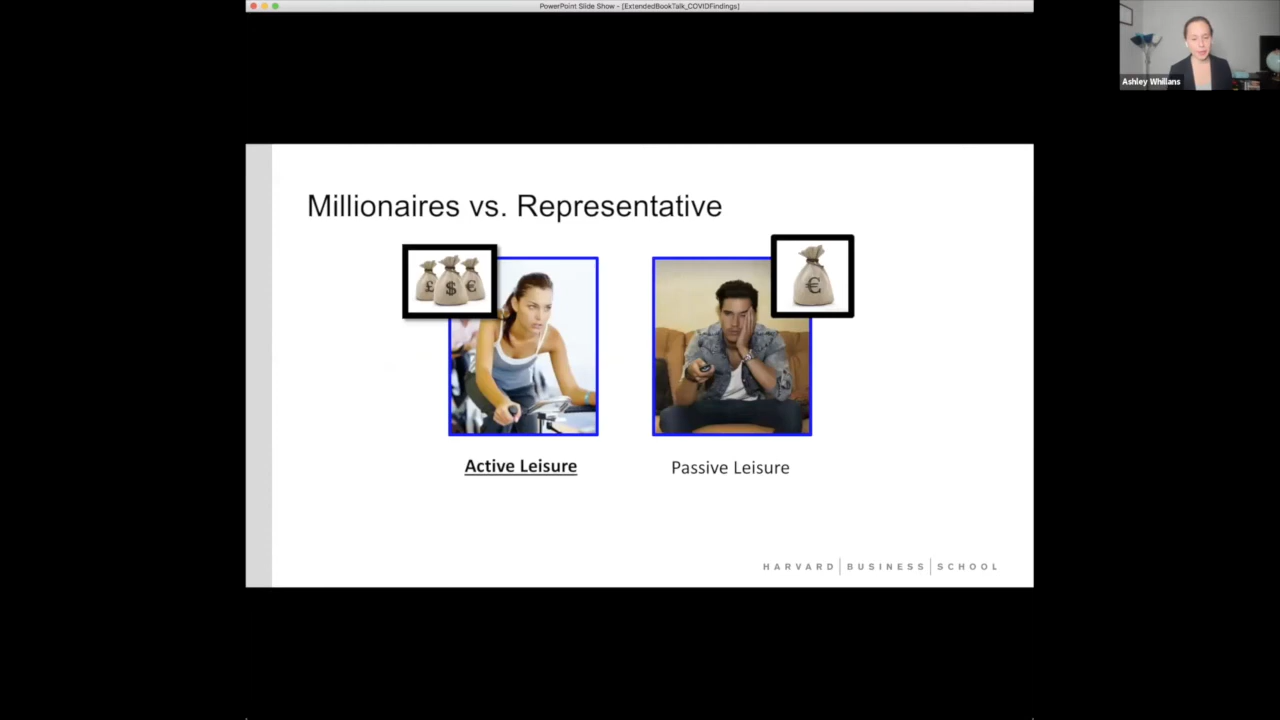 PowerPoint Slide Show - [ExtendedBookTalk_COVIDFindings]
Ashley Whillans
Millionaires vs. Representative
£ $ €
€
Active Leisure
Passive Leisure
HARVARD BUSINESS SCHOOL